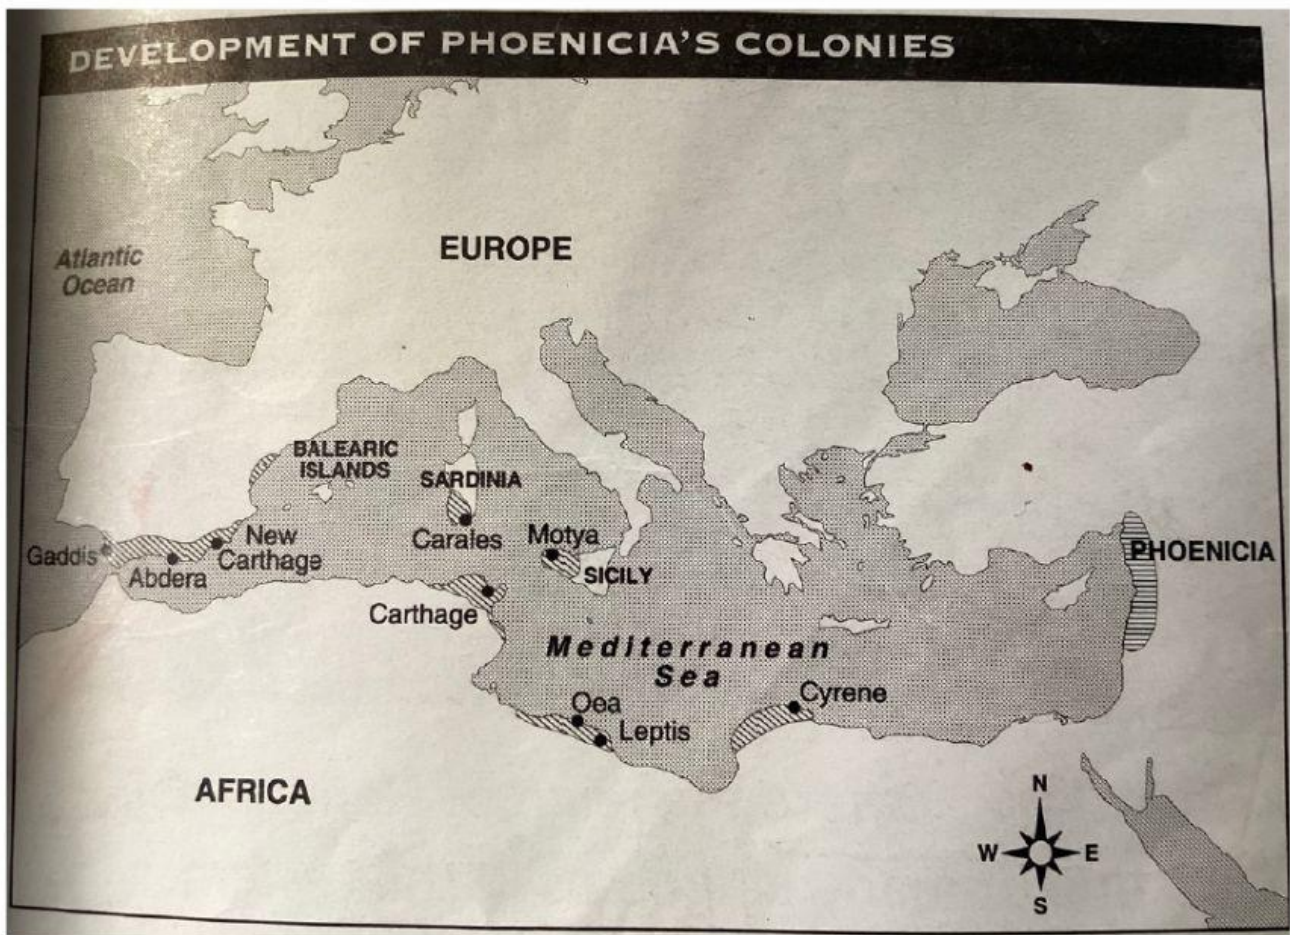 DEVELOPMENT OF PHOENICIA'S COLONIES
Atlantic
Ocean
EUROPE
BALEARIC
ISLANDS
SARDINIA
New
Carthage
Gaddis
Abdera
Carales
Motya
SICILY
PHOENICIA
Carthage
Mediterranean
Sea
Cyrene
Oea
Leptis
AFRICA
N
W
E
S